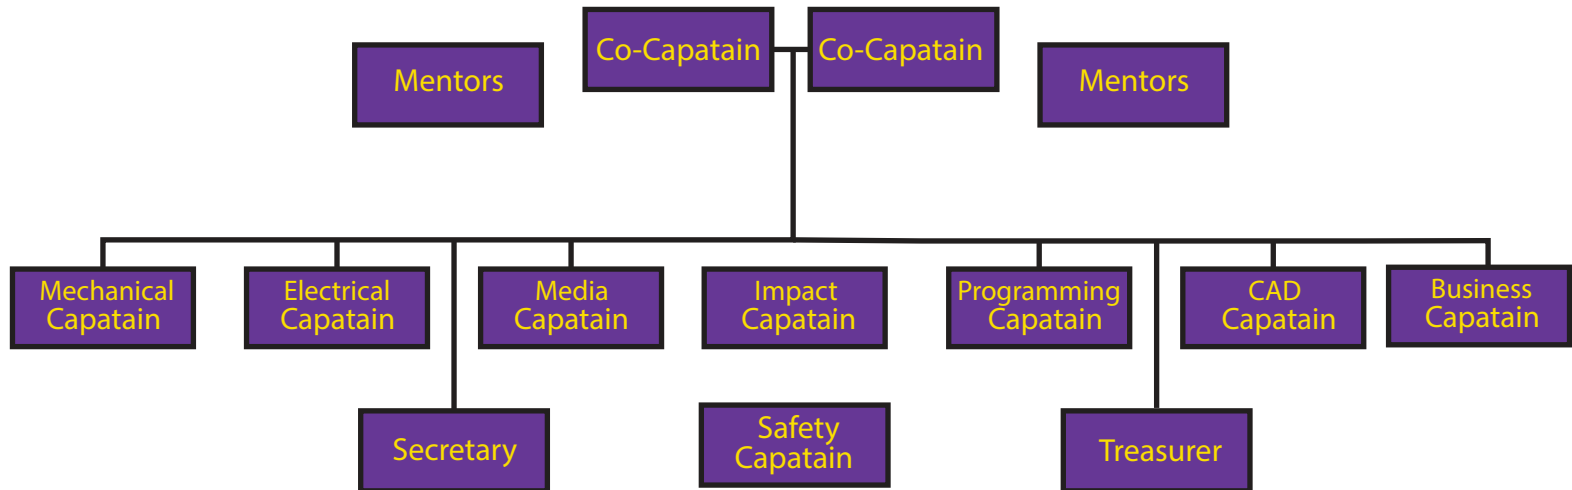 Co-Capatain
Co-Capatain
Mentors
Mentors
Mechanical
Capatain
Electrical
Capatain
Media
Capatain
Impact
Capatain
Programming
Capatain
CAD
Capatain
Business
Capatain
Secretary
Safety
Capatain
Treasurer